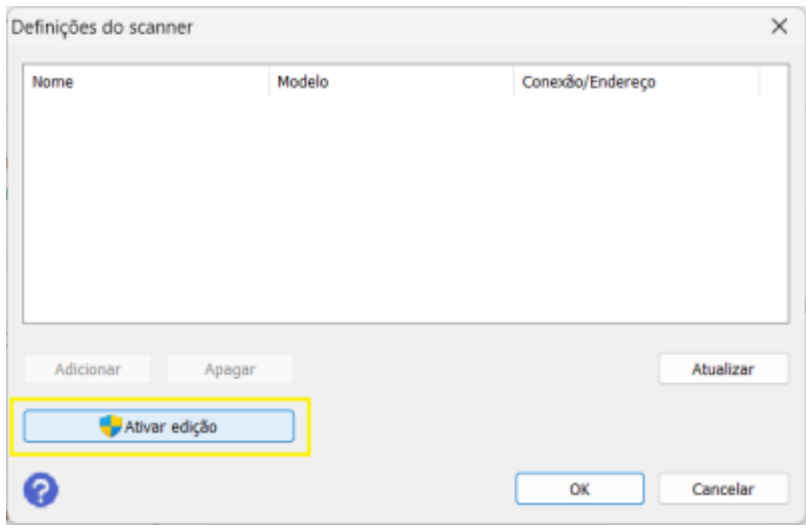 Definições do scanner
Nome Modelo Conexão/Endereço
Adicionar Apagar Atualizar
Ativar edição
? OK Cancelar